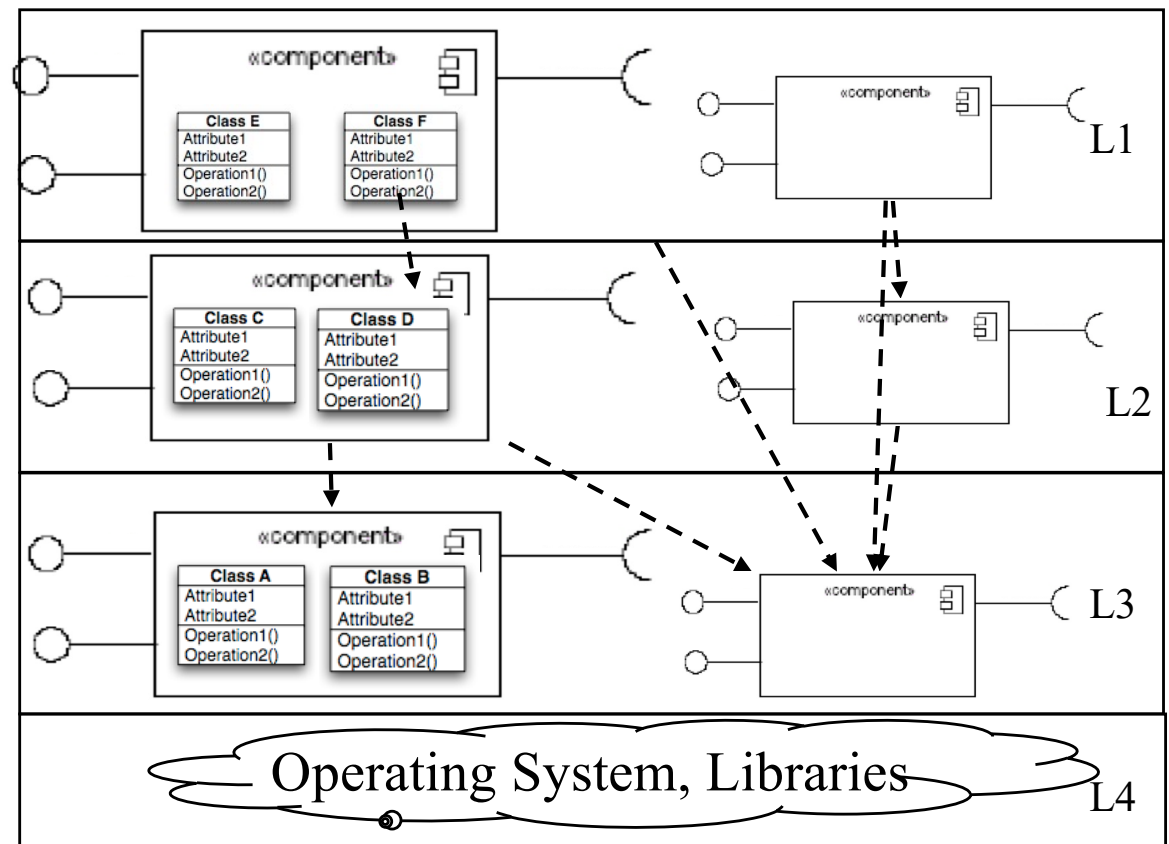 «component»
Class E
Attribute1
Attribute2
Operation1()
Operation2()
Class F
Attribute1
Attribute2
Operation1()
Operation2()
«component»
L1
«component»
Class C
Attribute1
Attribute2
Operation1()
Operation2()
Class D
Attribute1
Attribute2
Operation1()
Operation2()
«component»
L2
«component»
Class A
Attribute1
Attribute2
Operation1()
Operation2()
Class B
Attribute1
Attribute2
Operation1()
Operation2()
«component»
L3
Operating System, Libraries
L4